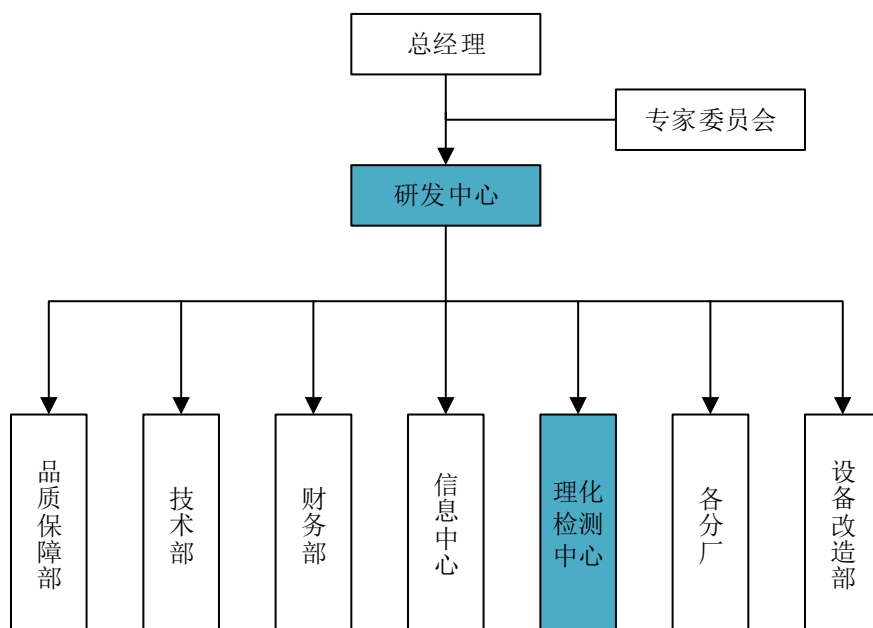 总经理
专家委员会
研发中心
品质保障部
技术部
财务部
信息中心
理化
检测
中心
各分厂
设备改造部